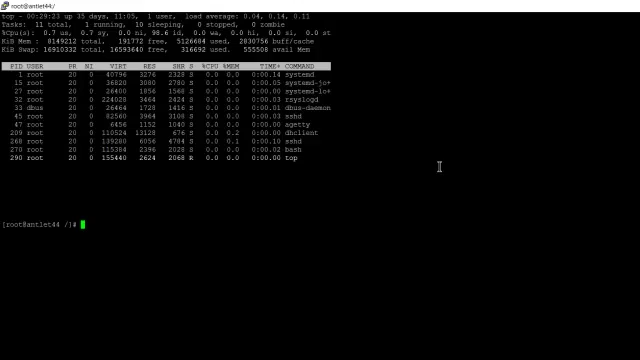 root@antlet44:/
top - 00:29:23 up 35 days, 11:05, 1 user, load average: 0.04, 0.14, 0.11
Tasks: 11 total, 1 running, 10 sleeping, 0 stopped, 0 zombie
%Cpu(s): 0.7 us, 0.7 sy, 0.0 ni, 98.6 id, 0.0 wa, 0.0 hi, 0.0 si, 0.0 st
KiB Mem : 8149212 total, 191772 free, 5126684 used, 2830756 buff/cache
KiB Swap: 16910332 total, 16593640 free, 316692 used. 555508 avail Mem
PID USER PR NI VIRT RES SHR S %CPU %MEM TIME+ COMMAND
1 root 20 0 40796 3276 2328 S 0.0 0.0 0:00.14 systemd
15 root 20 0 36820 3080 2780 S 0.0 0.0 0:00.05 systemd-jo+
27 root 20 0 26400 1856 1568 S 0.0 0.0 0:00.00 systemd-lo+
32 root 20 0 224028 3464 2424 S 0.0 0.0 0:00.03 rsyslogd
33 dbus 20 0 26464 1728 1416 S 0.0 0.0 0:00.01 dbus-daemon
45 root 20 0 82560 3964 3108 S 0.0 0.0 0:00.03 sshd
47 root 20 0 6456 1152 1040 S 0.0 0.0 0:00.00 agetty
209 root 20 0 110524 13128 676 S 0.0 0.2 0:00.00 dhclient
268 root 20 0 139280 6056 4784 S 0.0 0.1 0:00.10 sshd
270 root 20 0 115384 2396 2028 S 0.0 0.0 0:00.02 bash
290 root 20 0 155440 2624 2068 R 0.0 0.0 0:00.00 top
[root@antlet44 /]#